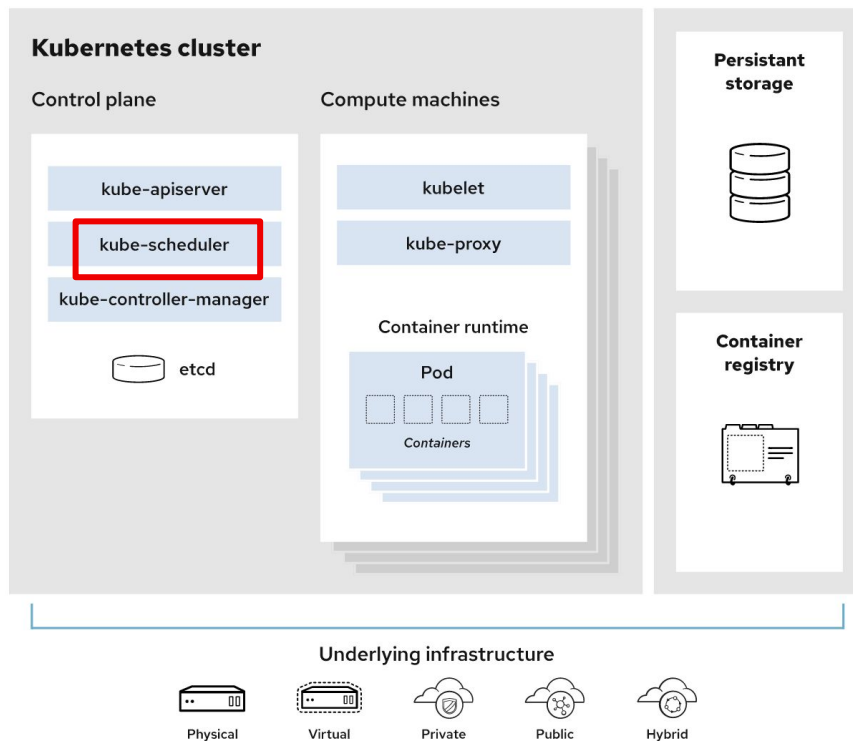 Kubernetes cluster
Control plane
kube-apiserver
kube-scheduler
kube-controller-manager
etcd
Compute machines
kubelet
kube-proxy
Container runtime
Pod
Containers
Persistant
storage
Container
registry
Underlying infrastructure
Physical
Virtual
Private
Public
Hybrid